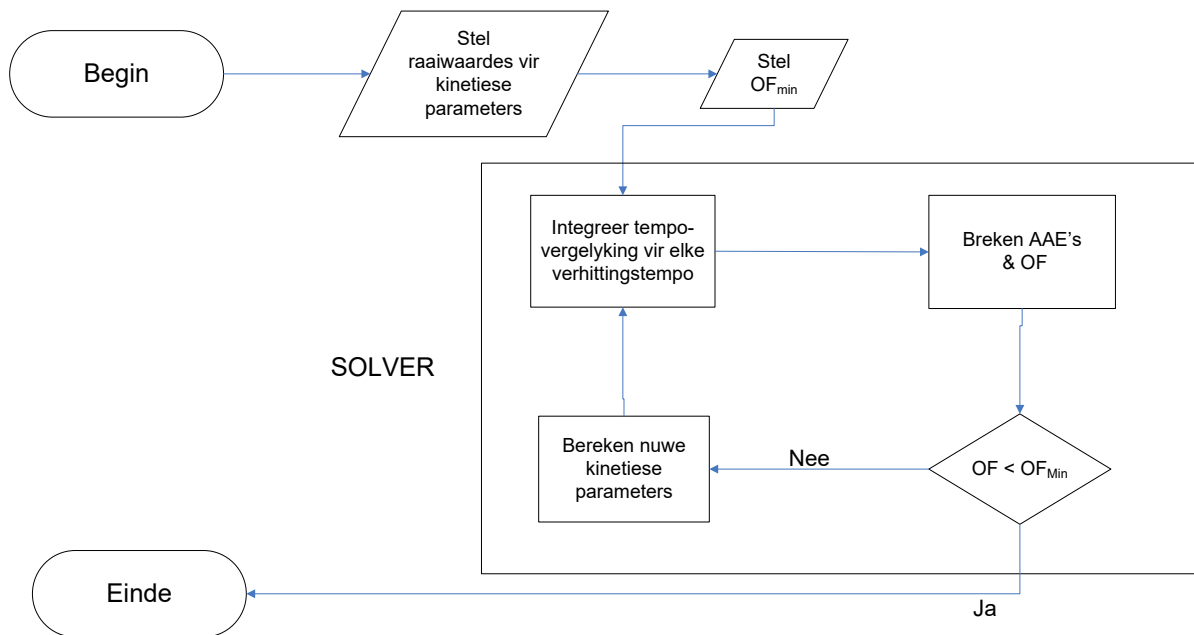 Begin
Stel
raaiwaardes vir
kinetiese
parameters
Stel
OFmin
Integreer tempo-
vergelyking vir elke
verhittingstempo
Breken AAE's
& OF
SOLVER
Bereken nuwe
kinetiese
parameters
Nee
OF < OFMin
Einde
Ja